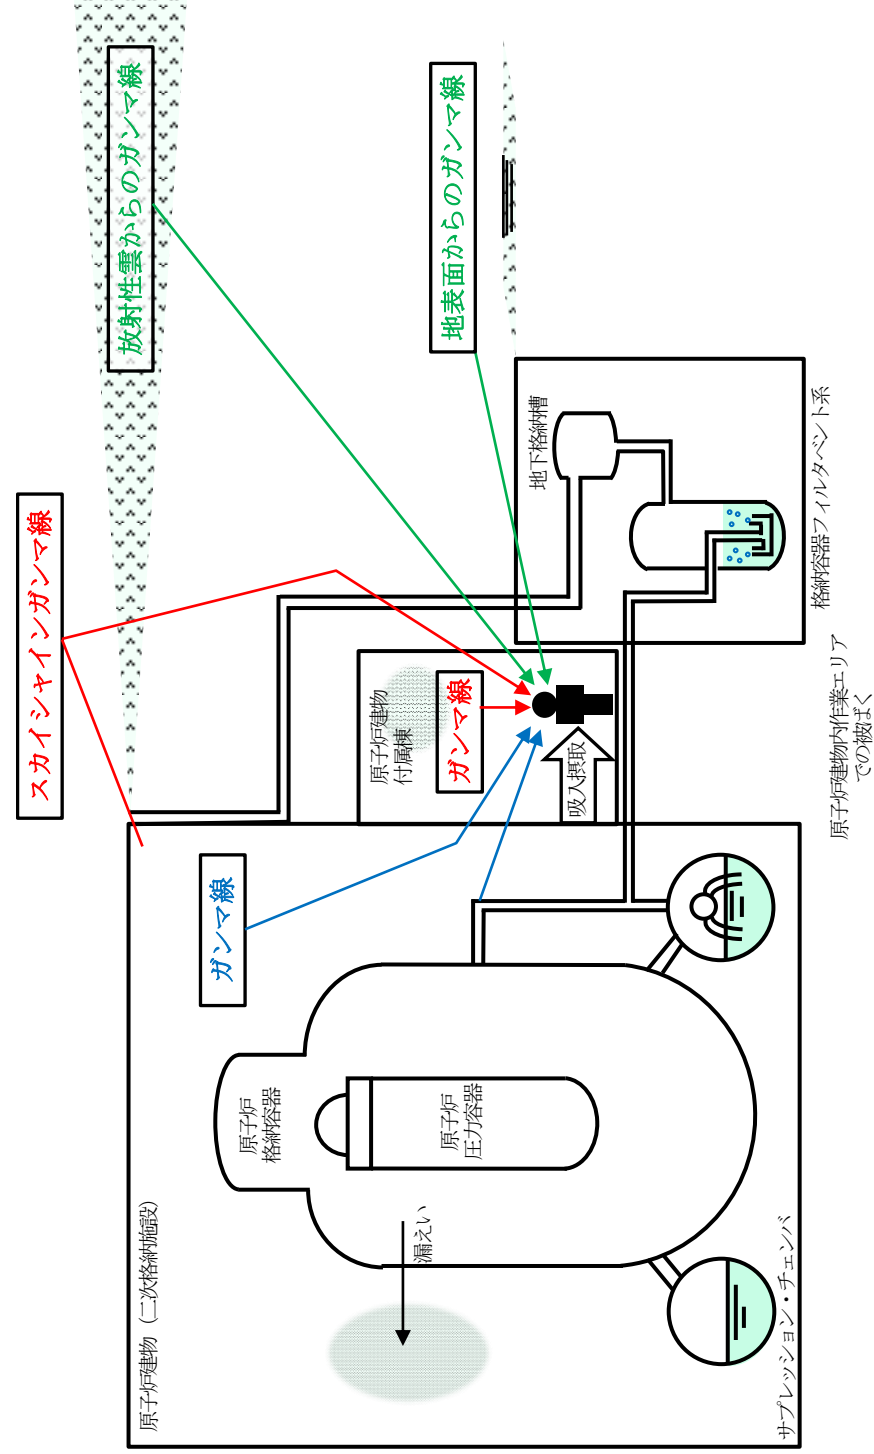 原子炉建物（二次格納施設）
スカイシャインガンマ線
放射性雲からのガンマ線
地表面からのガンマ線
ガンマ線
原子炉
格納容器
原子炉
圧力容器
漏えい
サプレッション・チェンバ
原子炉建物
付属棟
ガンマ線
吸入摂取
地下格納槽
格納容器フィルタベント系
原子炉建物内作業エリア
での被ばく